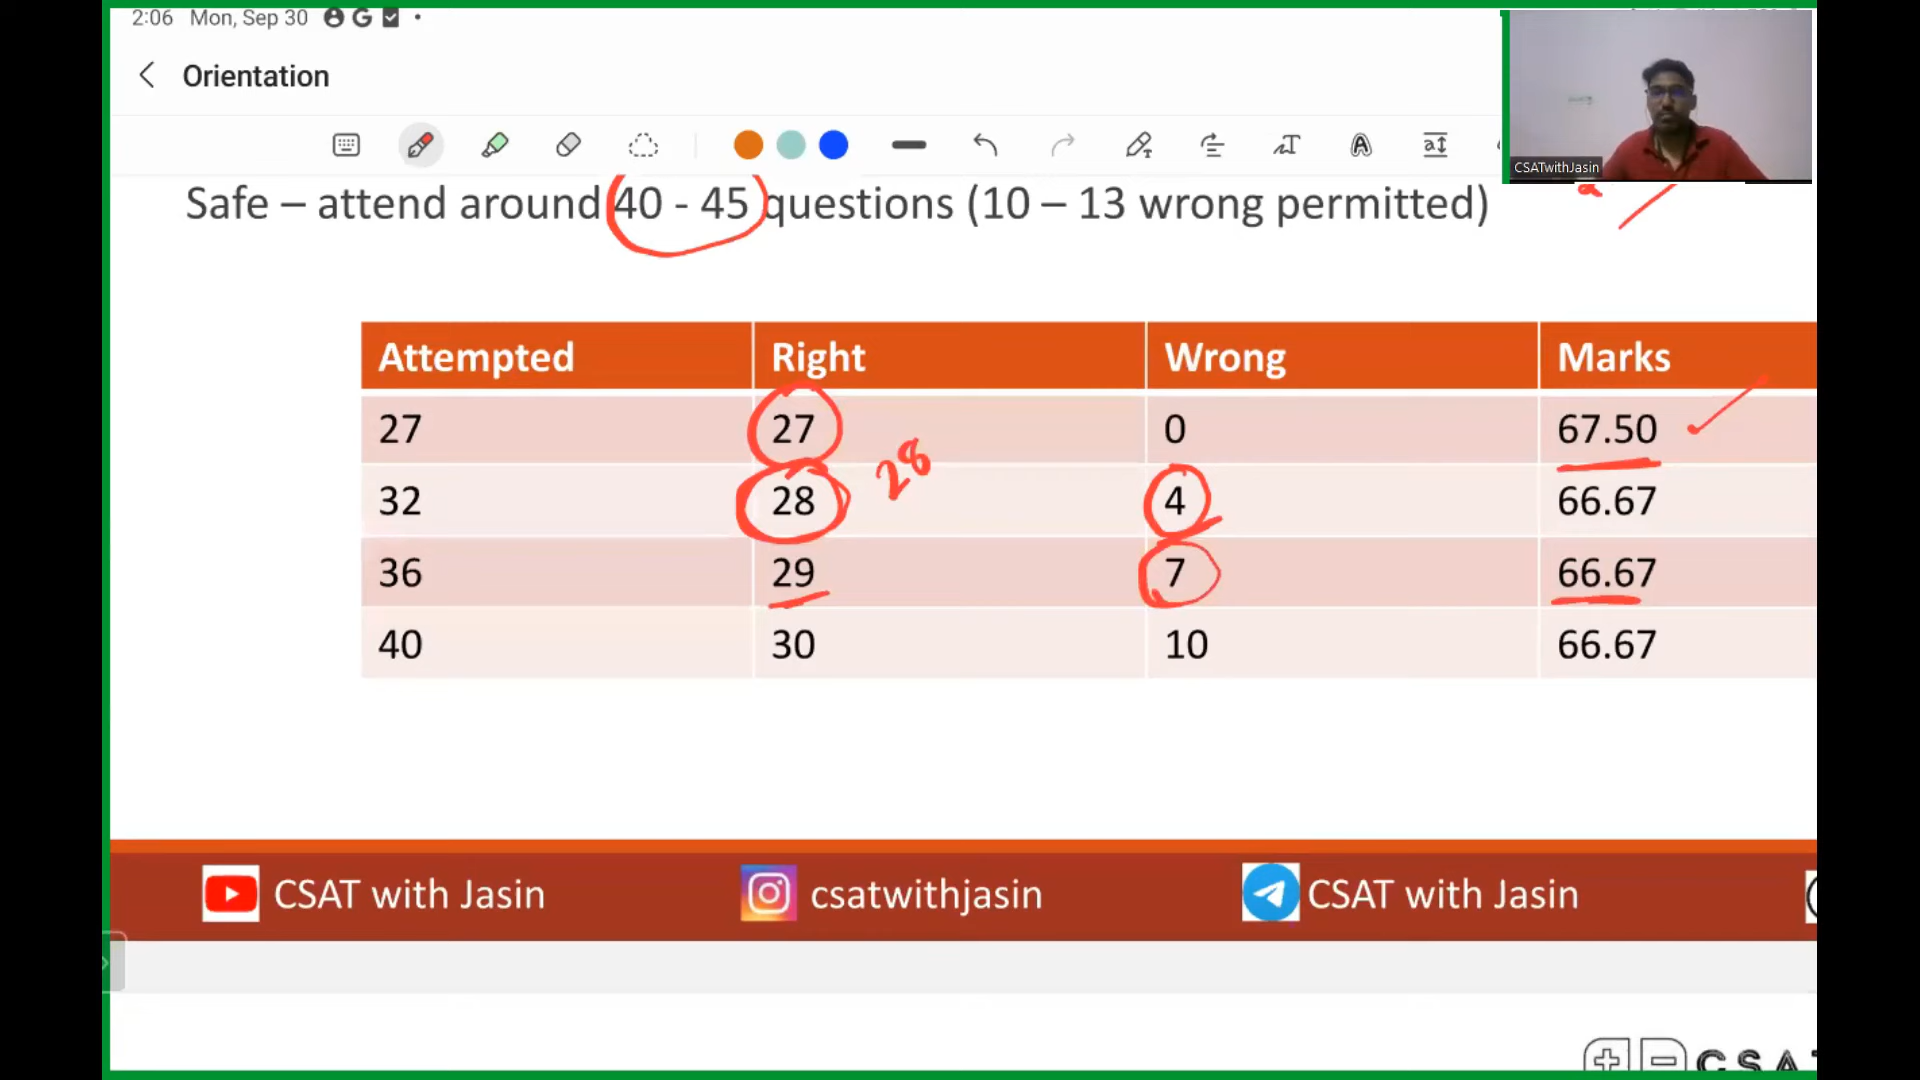 2:06 Mon, Sep 30
Orientation
CSATwithJasin
Safe – attend around 40 - 45 questions (10 – 13 wrong permitted)
Attempted Right Wrong Marks
27 27 0 67.50
28
32 28 4 66.67
36 29 7 66.67
40 30 10 66.67
CSAT with Jasin csatwithjasin CSAT with Jasin
CSA